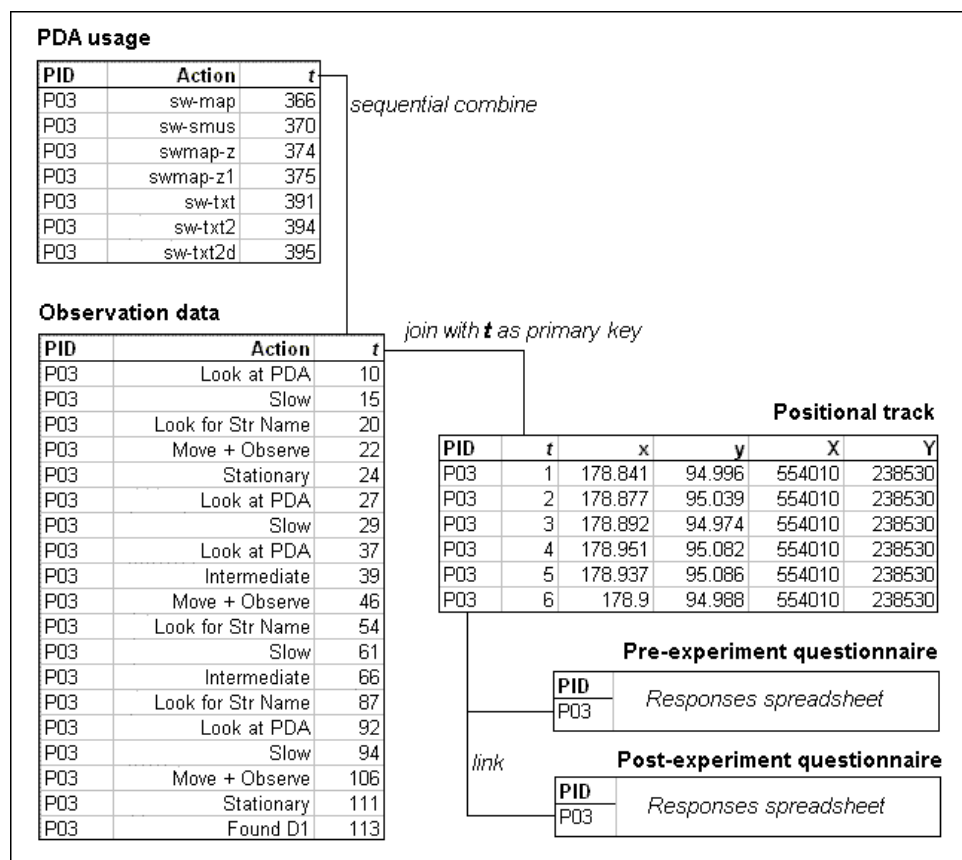 PDA usage
PID Action t
P03 sw-map 366
P03 sw-smus 370
P03 swmap-z 374
P03 swmap-z1 375
P03 sw-txt 391
P03 sw-txt2 394
P03 sw-txt2d 395
sequential combine
Observation data
PID Action t
P03 Look at PDA 10
P03 Slow 15
P03 Look for Str Name 20
P03 Move + Observe 22
P03 Stationary 24
P03 Look at PDA 27
P03 Slow 29
P03 Look at PDA 37
P03 Intermediate 39
P03 Move + Observe 46
P03 Look for Str Name 54
P03 Slow 61
P03 Intermediate 66
P03 Look for Str Name 87
P03 Look at PDA 92
P03 Slow 94
P03 Move + Observe 106
P03 Stationary 111
P03 Found D1 113
join with t as primary key
Positional track
PID t x y X Y
P03 1 178.841 94.996 554010 238530
P03 2 178.877 95.039 554010 238530
P03 3 178.892 94.974 554010 238530
P03 4 178.951 95.082 554010 238530
P03 5 178.937 95.086 554010 238530
P03 6 178.9 94.988 554010 238530
Pre-experiment questionnaire
PID
P03
Responses spreadsheet
link
Post-experiment questionnaire
PID
P03
Responses spreadsheet